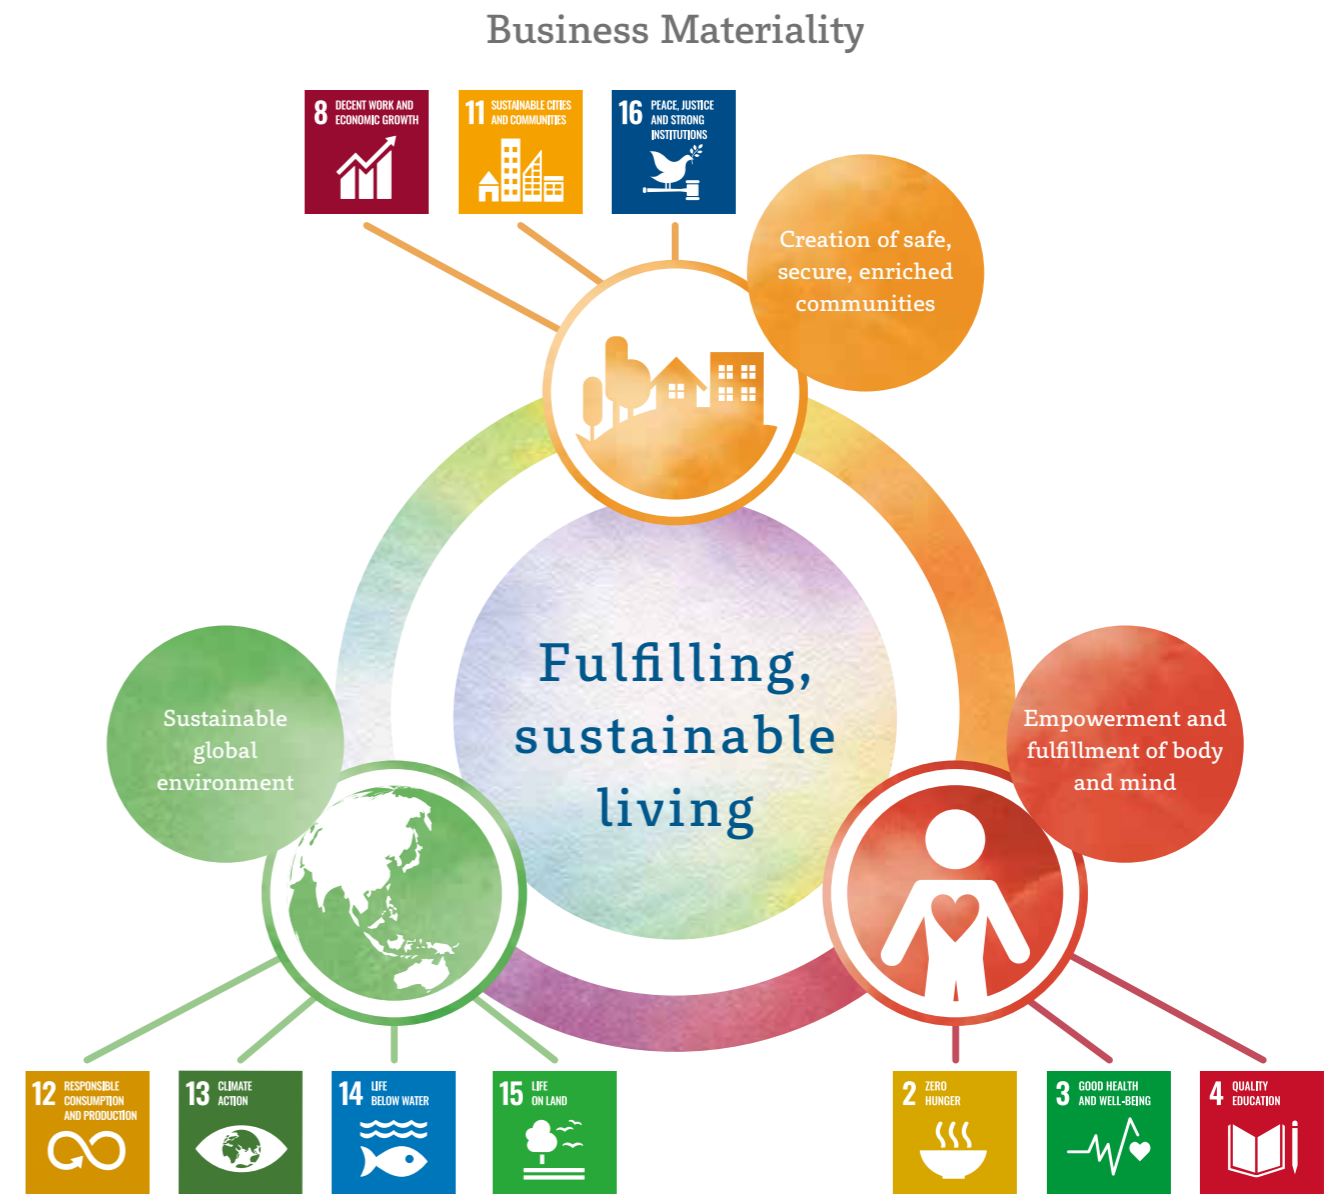 Business Materiality
8 DECENT WORK AND
ECONOMIC GROWTH
11 SUSTAINABLE CITIES
AND COMMUNITIES
16 PEACE, JUSTICE
AND STRONG
INSTITUTIONS
Creation of safe,
secure, enriched
communities
Fulfilling,
sustainable
living
Sustainable
global
environment
Empowerment and
fulfillment of body
and mind
12 RESPONSIBLE
CONSUMPTION
AND PRODUCTION
13 CLIMATE
ACTION
14 LIFE
BELOW WATER
15 LIFE
ON LAND
2 ZERO
HUNGER
3 GOOD HEALTH
AND WELL-BEING
4 QUALITY
EDUCATION